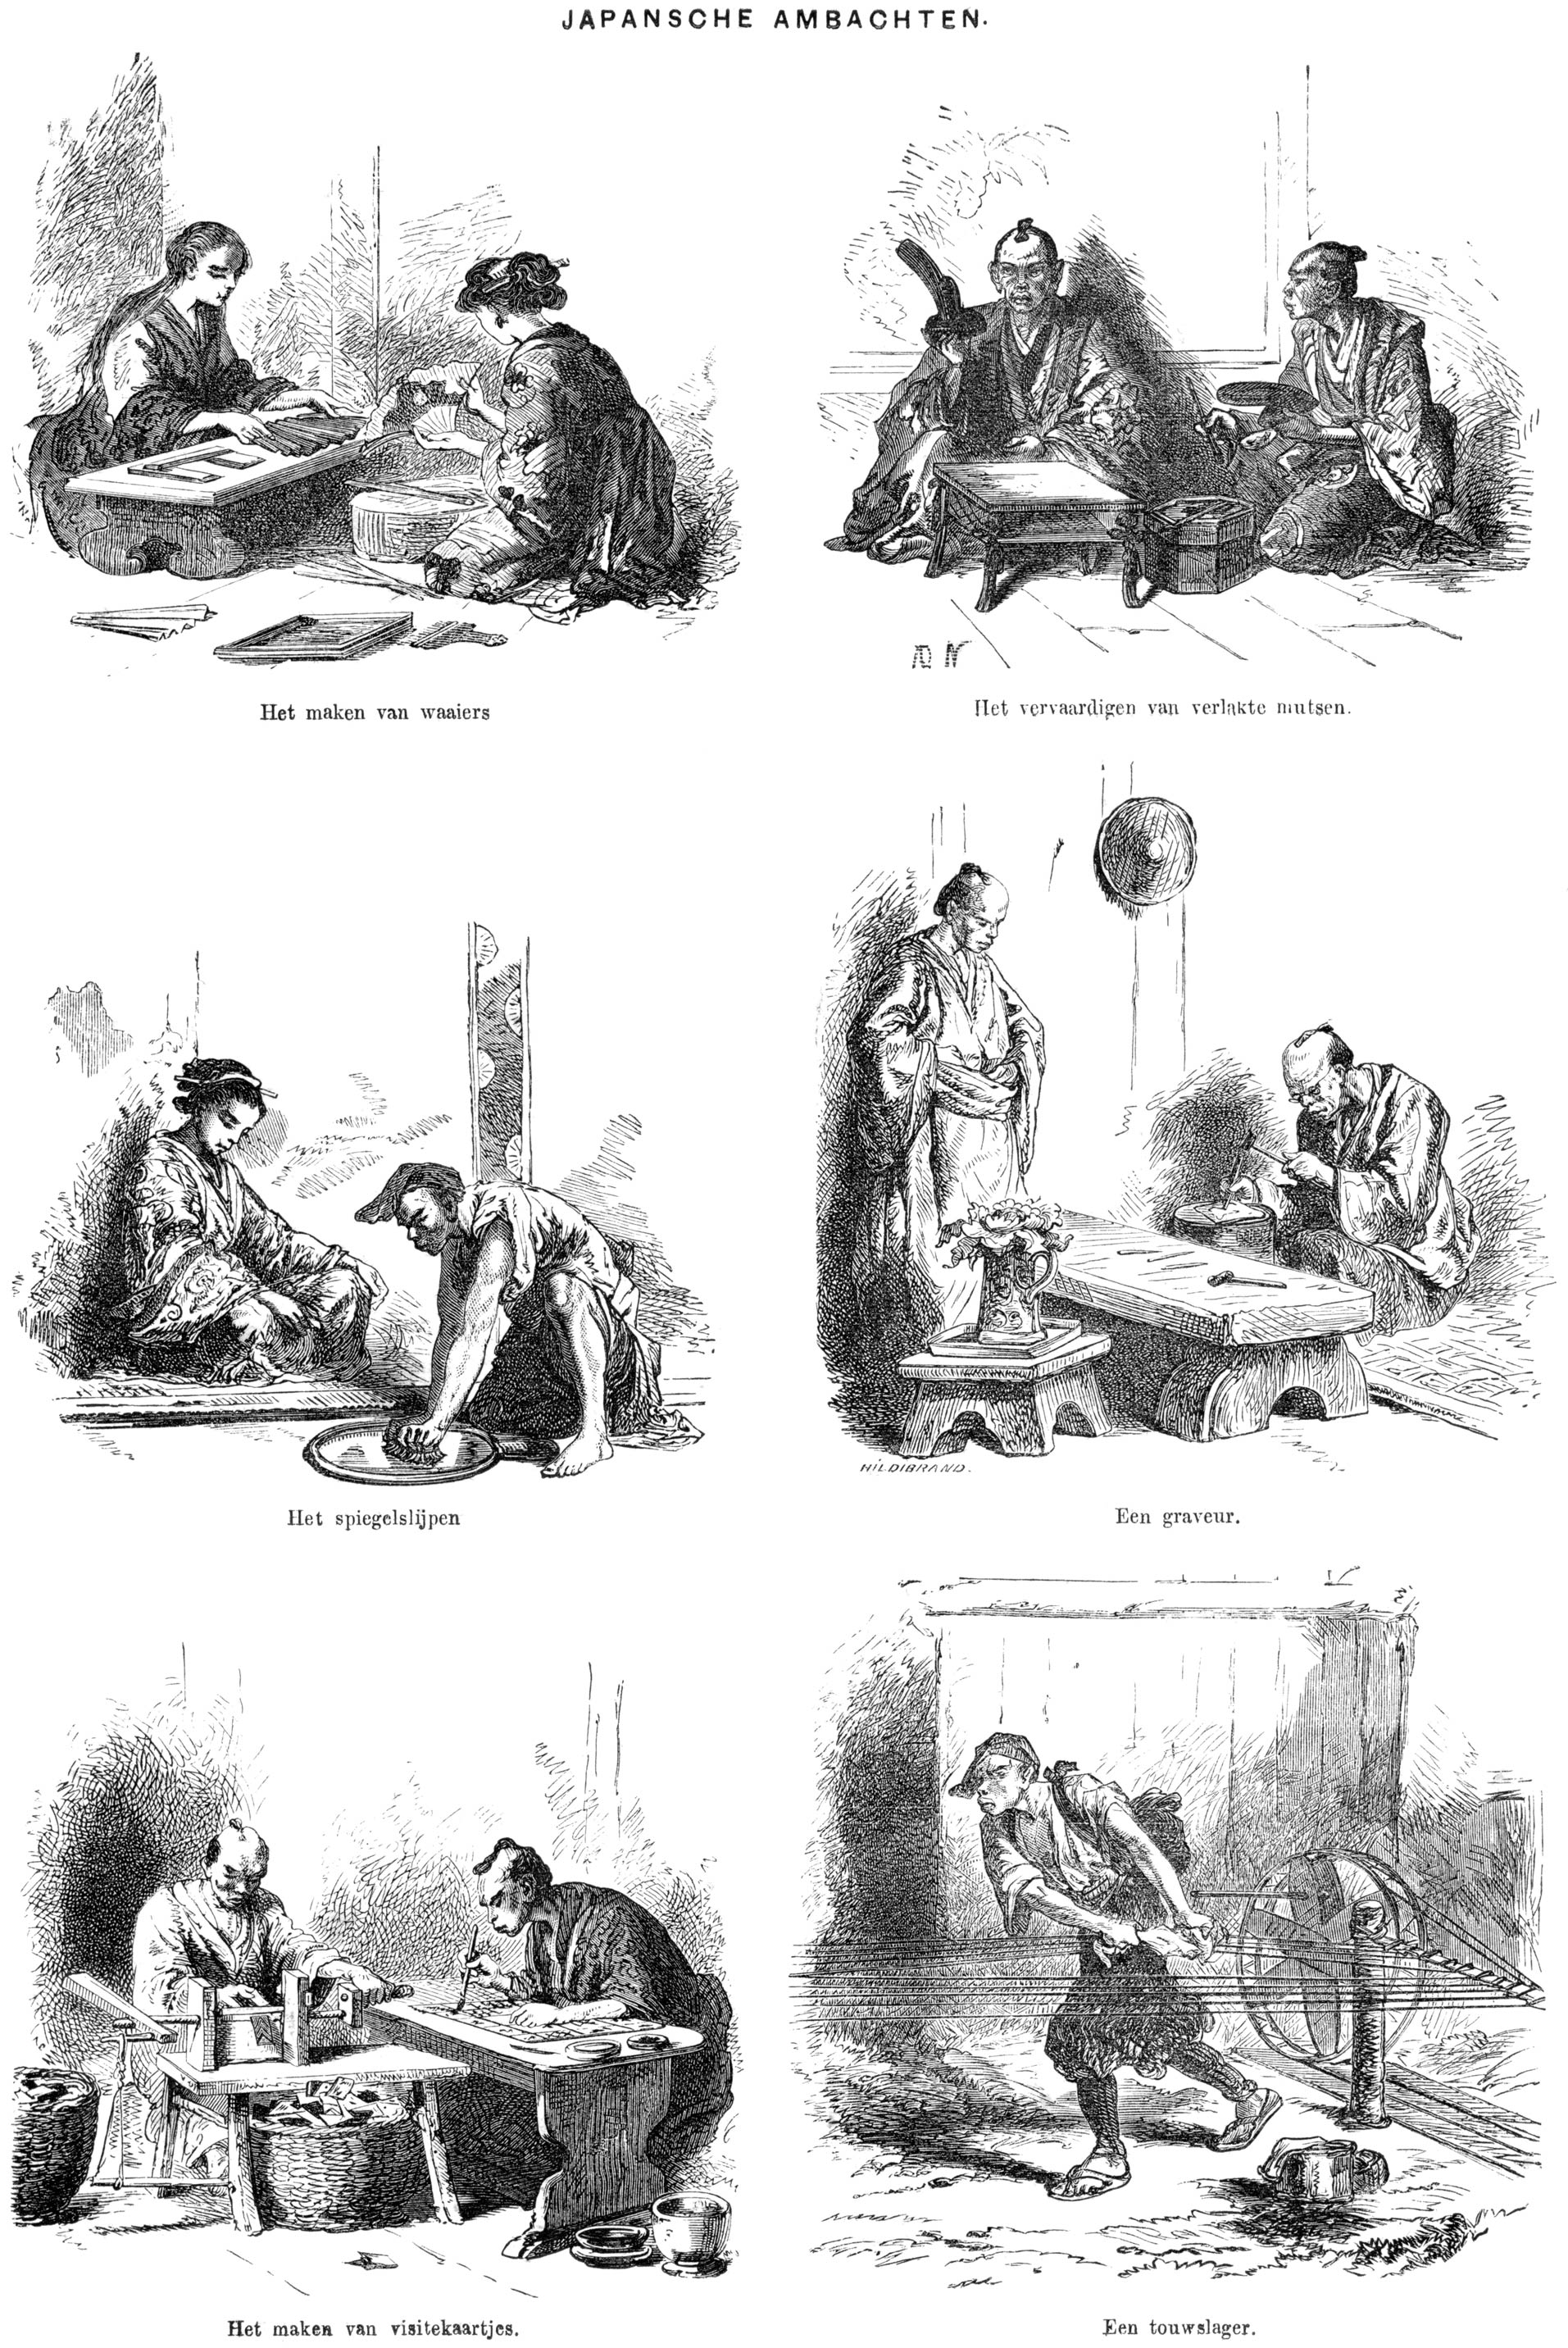 JAPANSCHE AMBACHTEN.
Het maken van waaiers
Het vervaardigen van verlakte mutsen.
HILDIBRAND.
Het spiegelslijpen
Een graveur.
Het maken van visitekaartjes.
Een touwslager.